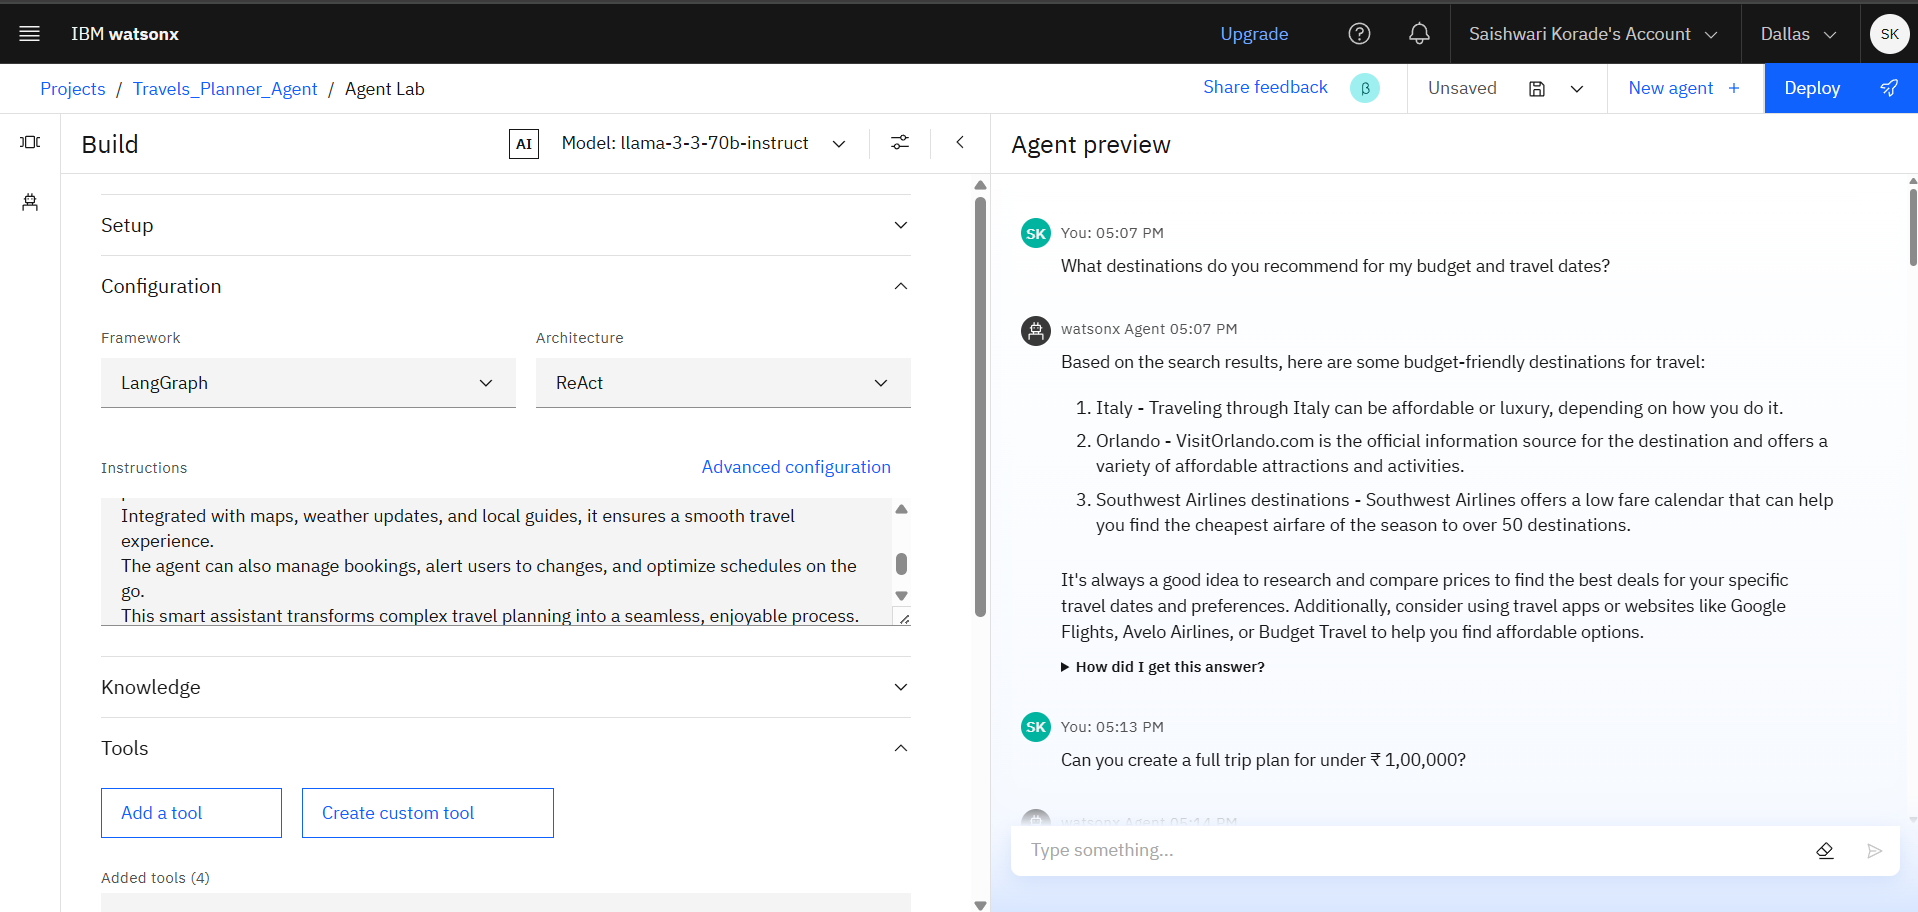 IBM watsonx
Upgrade
Saishwari Korade's Account
Dallas
SK
Projects / Travels_Planner_Agent / Agent Lab
Share feedback
β
Unsaved
New agent +
Deploy
Build
AI
Model: llama-3-3-70b-instruct
Agent preview
Setup
Configuration
Framework
Architecture
LangGraph
ReAct
Instructions
Advanced configuration
Integrated with maps, weather updates, and local guides, it ensures a smooth travel
experience.
The agent can also manage bookings, alert users to changes, and optimize schedules on the
go.
This smart assistant transforms complex travel planning into a seamless, enjoyable process.
Knowledge
Tools
Add a tool
Create custom tool
Added tools (4)
SK
You: 05:07 PM
What destinations do you recommend for my budget and travel dates?
watsonx Agent 05:07 PM
Based on the search results, here are some budget-friendly destinations for travel:
1. Italy - Traveling through Italy can be affordable or luxury, depending on how you do it.
2. Orlando - VisitOrlando.com is the official information source for the destination and offers a
variety of affordable attractions and activities.
3. Southwest Airlines destinations - Southwest Airlines offers a low fare calendar that can help
you find the cheapest airfare of the season to over 50 destinations.
It's always a good idea to research and compare prices to find the best deals for your specific
travel dates and preferences. Additionally, consider using travel apps or websites like Google
Flights, Avelo Airlines, or Budget Travel to help you find affordable options.
How did I get this answer?
SK
You: 05:13 PM
Can you create a full trip plan for under ₹ 1,00,000?
watsonx Agent 05:14 PM
Type something...